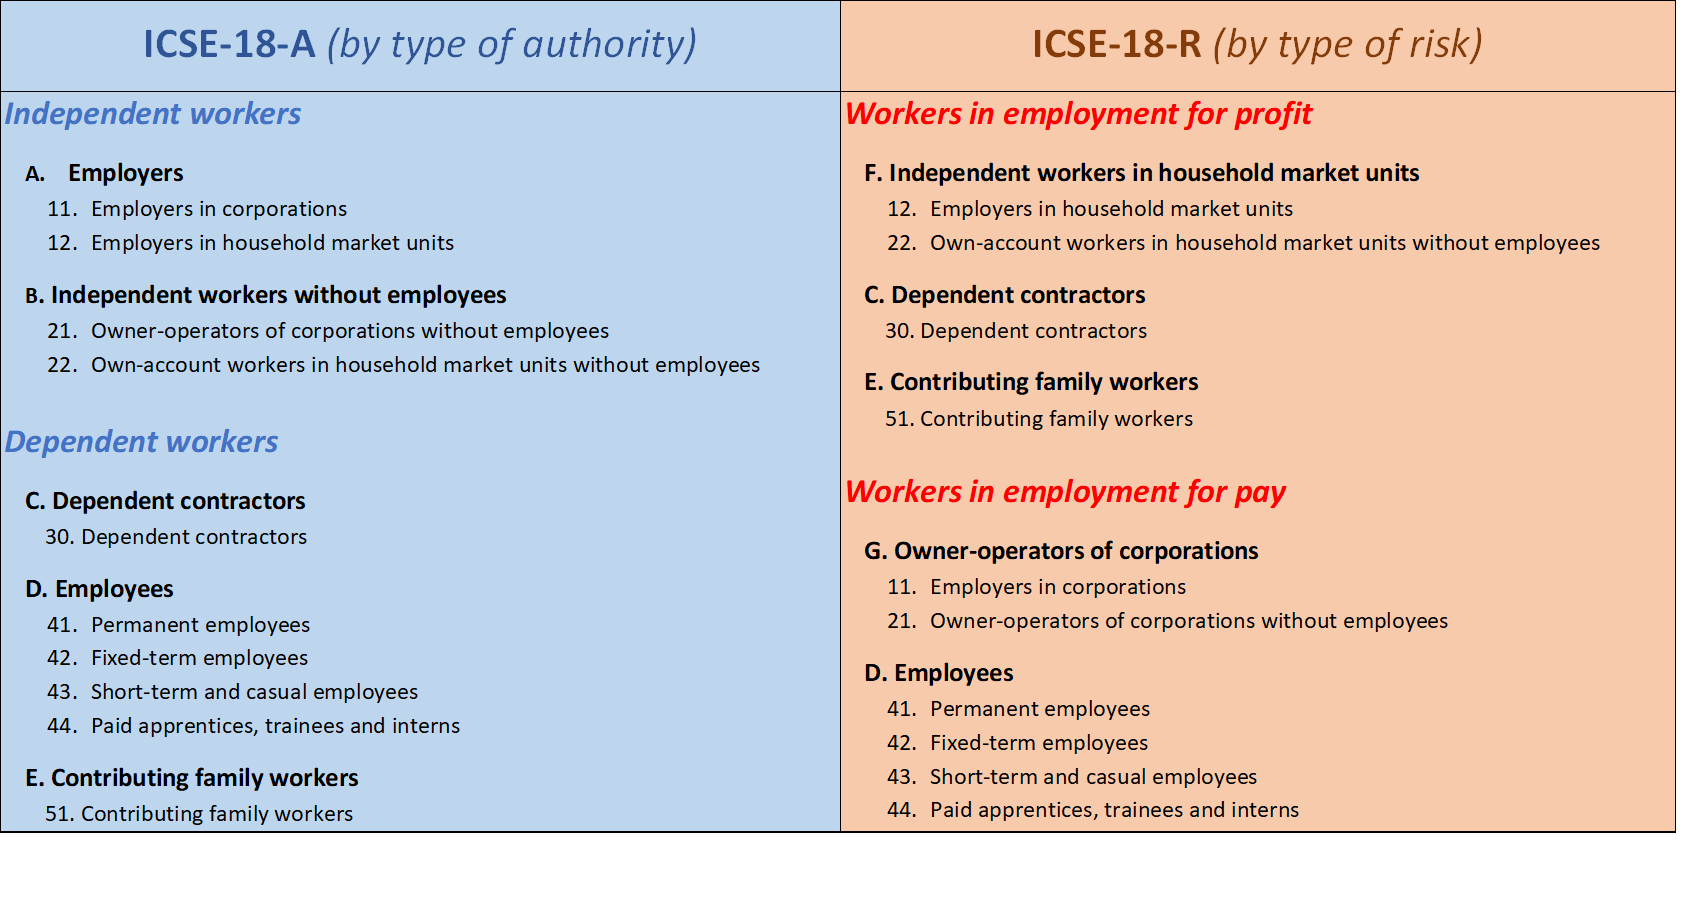 ICSE-18-A (by type of authority)
Independent workers
A. Employers
11. Employers in corporations
12. Employers in household market units
B. Independent workers without employees
21. Owner-operators of corporations without employees
22. Own-account workers in household market units without employees
Dependent workers
C. Dependent contractors
30. Dependent contractors
D. Employees
41. Permanent employees
42. Fixed-term employees
43. Short-term and casual employees
44. Paid apprentices, trainees and interns
E. Contributing family workers
51. Contributing family workers
ICSE-18-R (by type of risk)
Workers in employment for profit
F. Independent workers in household market units
12. Employers in household market units
22. Own-account workers in household market units without employees
C. Dependent contractors
30. Dependent contractors
E. Contributing family workers
51. Contributing family workers
Workers in employment for pay
G. Owner-operators of corporations
11. Employers in corporations
21. Owner-operators of corporations without employees
D. Employees
41. Permanent employees
42. Fixed-term employees
43. Short-term and casual employees
44. Paid apprentices, trainees and interns